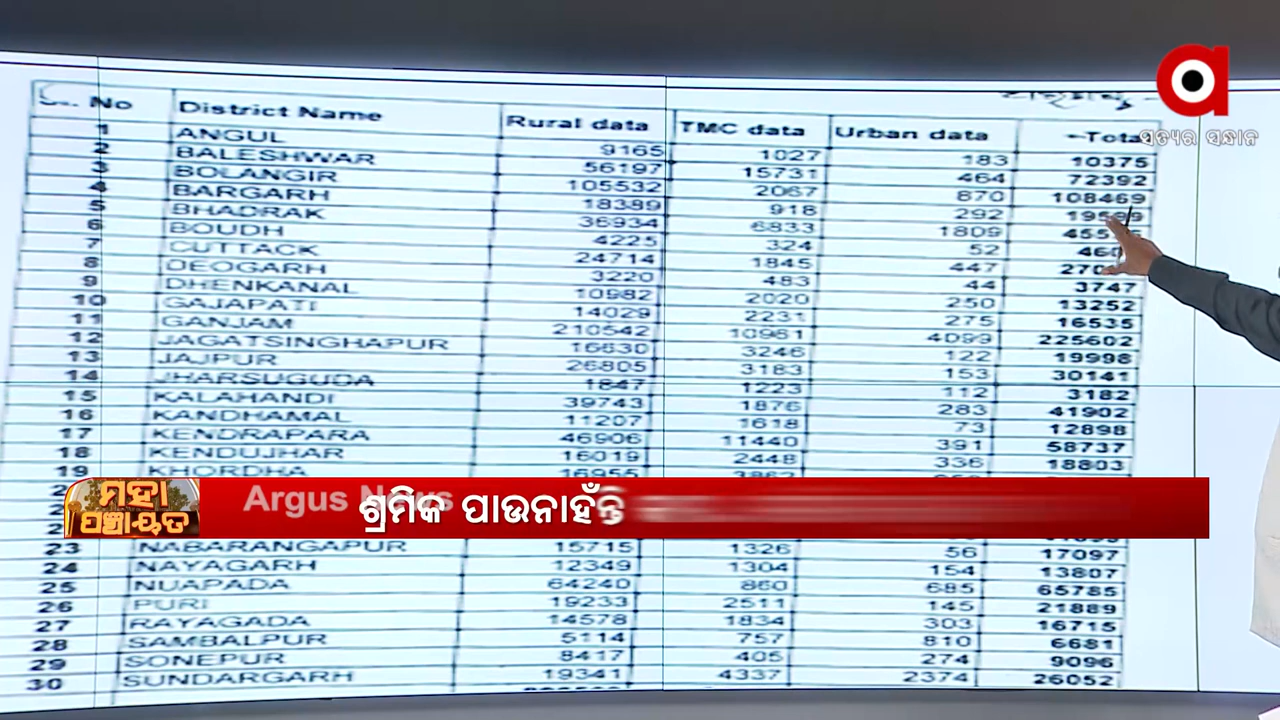 ସତ୍ୟର ସନ୍ଧାନ
No District Name Rural data TMC data Urban data Total
1 ANGUL 9165 1027 183 10375
2 BALESHWAR 56197 15731 464 72392
3 BOLANGIR 105532 2067 870 108469
4 BARGARH 18389 918 292
5 BHADRAK 36934 6833 1809
6 BOUDH 4225 324 52
7 CUTTACK 24714 1845 447
8 DEOGARH 3220 483 44 3747
9 DHENKANAL 10982 2020 250 13252
10 GAJAPATI 14029 2231 275 16535
11 GANJAM 210542 10961 4099 225602
12 JAGATSINGHAPUR 16630 3246 122 19998
13 JAJPUR 26805 3183 153 30141
14 JHARSUGUDA 1847 1223 112 3182
15 KALAHANDI 39743 1876 283 41902
16 KANDHAMAL 11207 1618 73 12898
17 KENDRAPARA 46906 11440 391 58737
18 KENDUJHAR 16019 2448 336 18803
19 KHORDHA 16955
ମହା ପଞ୍ଚାୟତ
Argus News
ଶ୍ରମିକ ପାଉନାହାଁନ୍ତି
23 NABARANGAPUR 15715 1326 56 17097
24 NAYAGARH 12349 1304 154 13807
25 NUAPADA 64240 860 685 65785
26 PURI 19233 2511 145 21889
27 RAYAGADA 14578 1834 303 16715
28 SAMBALPUR 5114 757 810 6681
29 SONEPUR 8417 405 274 9096
30 SUNDARGARH 19341 4337 2374 26052